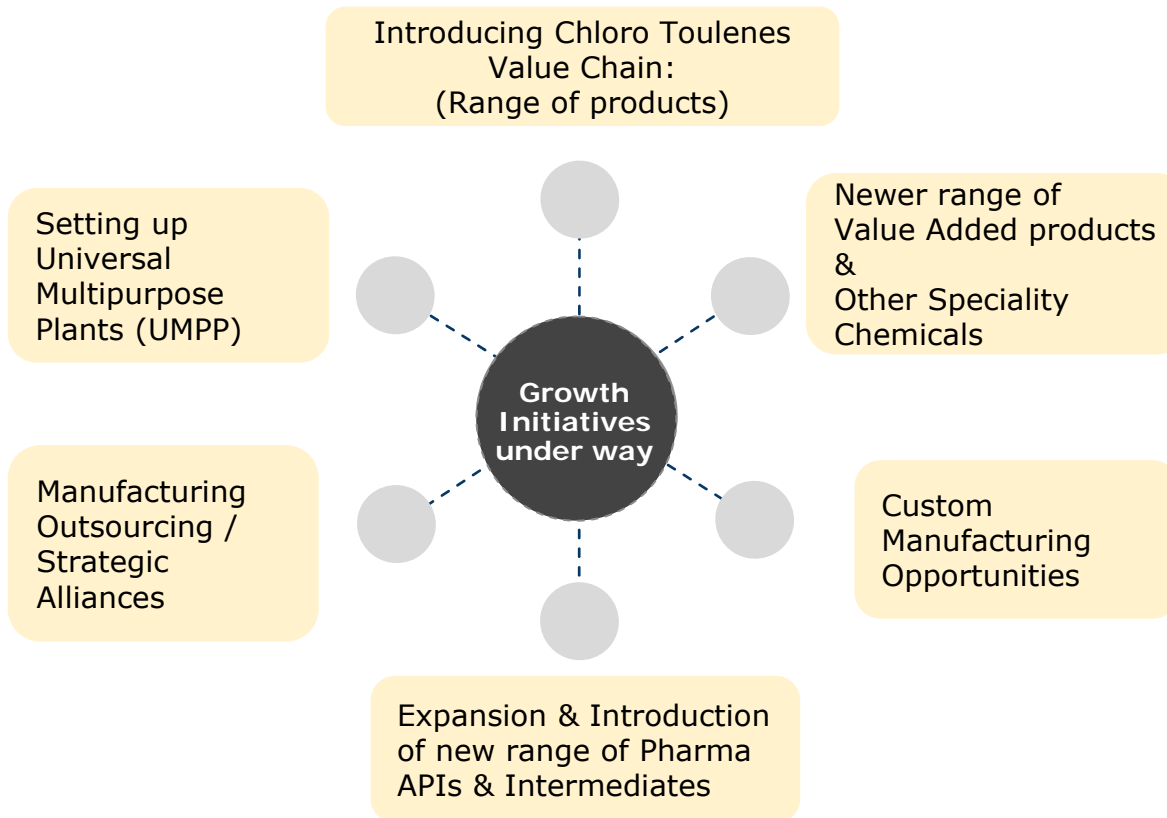 Introducing Chloro Toulenes
Value Chain:
(Range of products)
Setting up
Universal
Multipurpose
Plants (UMPP)
Newer range of
Value Added products
&
Other Speciality
Chemicals
Growth
Initiatives
under way
Manufacturing
Outsourcing /
Strategic
Alliances
Custom
Manufacturing
Opportunities
Expansion & Introduction
of new range of Pharma
APIs & Intermediates